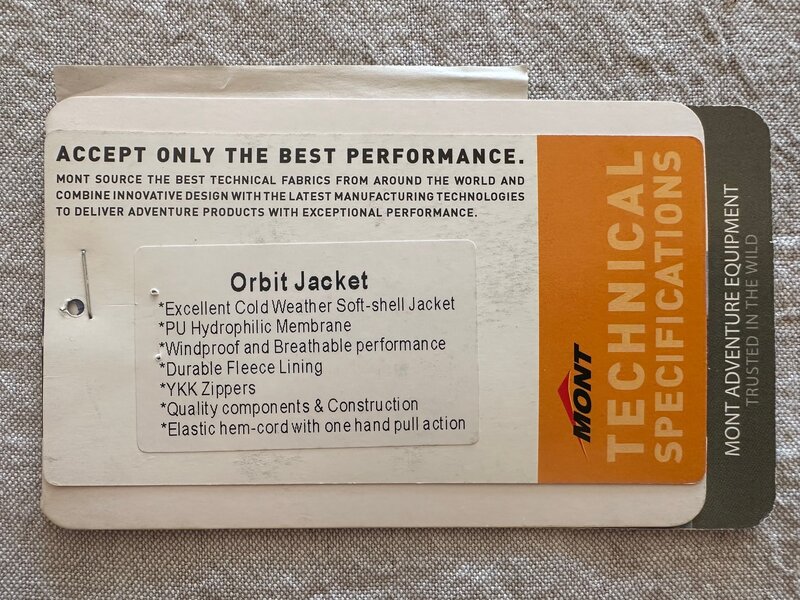 ACCEPT ONLY THE BEST PERFORMANCE.
MONT SOURCE THE BEST TECHNICAL FABRICS FROM AROUND THE WORLD AND
COMBINE INNOVATIVE DESIGN WITH THE LATEST MANUFACTURING TECHNOLOGIES
TO DELIVER ADVENTURE PRODUCTS WITH EXCEPTIONAL PERFORMANCE.
Orbit Jacket
*Excellent Cold Weather Soft-shell Jacket
*PU Hydrophilic Membrane
*Windproof and Breathable performance
*Durable Fleece Lining
*YKK Zippers
*Quality components & Construction
*Elastic hem-cord with one hand pull action
MONT
TECHNICAL
SPECIFICATIONS
MONT ADVENTURE EQUIPMENT
TRUSTED IN THE WILD